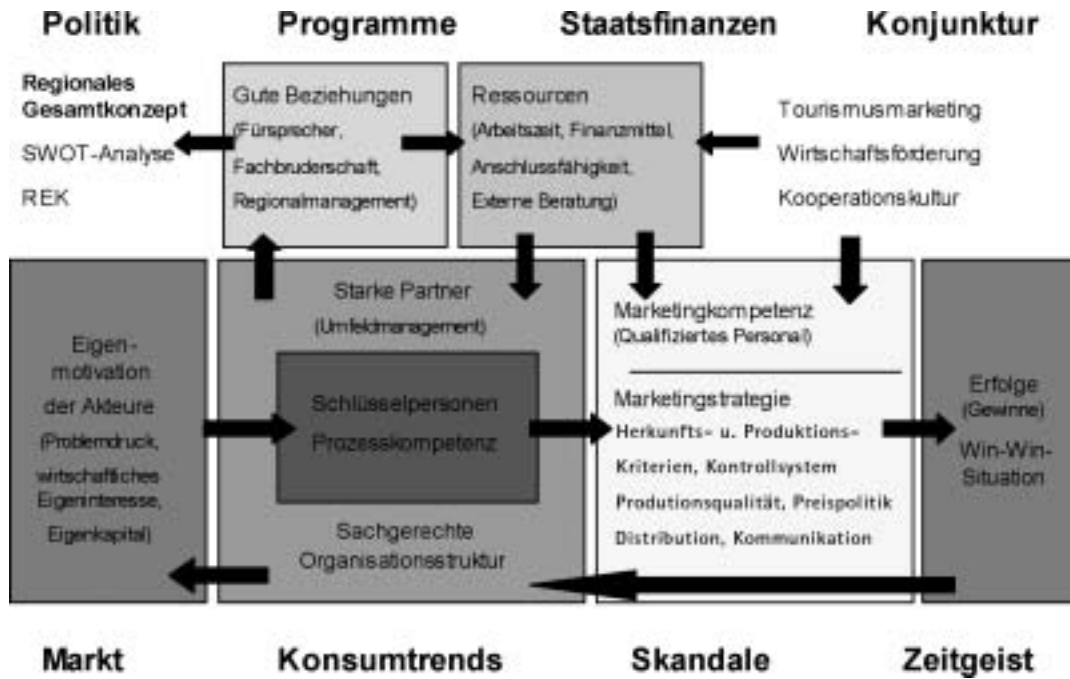 Politik Programme Staatsfinanzen Konjunktur
Regionales
Gesamtkonzept
SWOT-Analyse
REK
Gute Beziehungen
(Fürsprecher,
Fachbruderschaft,
Regionalmanagement)
Ressourcen
(Arbeitszeit, Finanzmittel,
Anschlussfähigkeit,
Externe Beratung)
Tourismusmarketing
Wirtschaftsförderung
Kooperationskultur
Eigen-
motivation
der Akteure
(Problemdruck,
wirtschaftliches
Eigeninteresse,
Eigenkapital)
Starke Partner
(Umfeldmanagement)
Schlüsselpersonen
Prozesskompetenz
Sachgerechte
Organisationsstruktur
Marketingkompetenz
(Qualifiziertes Personal)
Marketingstrategie
Herkunfts- u. Produktions-
Kriterien, Kontrollsystem
Produtionsqualität, Preispolitik
Distribution, Kommunikation
Erfolge
(Gewinne)
Win-Win-
Situation
Markt Konsumtrends Skandale Zeitgeist